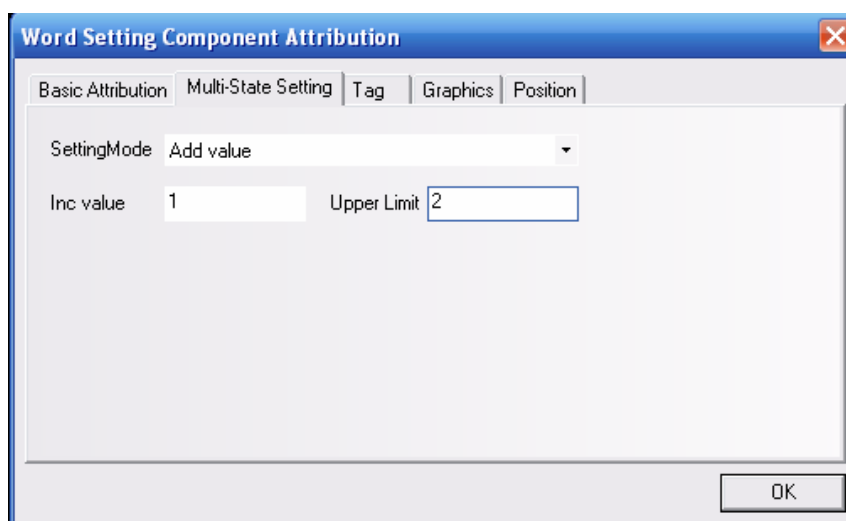 Word Setting Component Attribution
Basic Attribution Multi-State Setting Tag Graphics Position
SettingMode Add value
Inc value 1 Upper Limit 2
OK